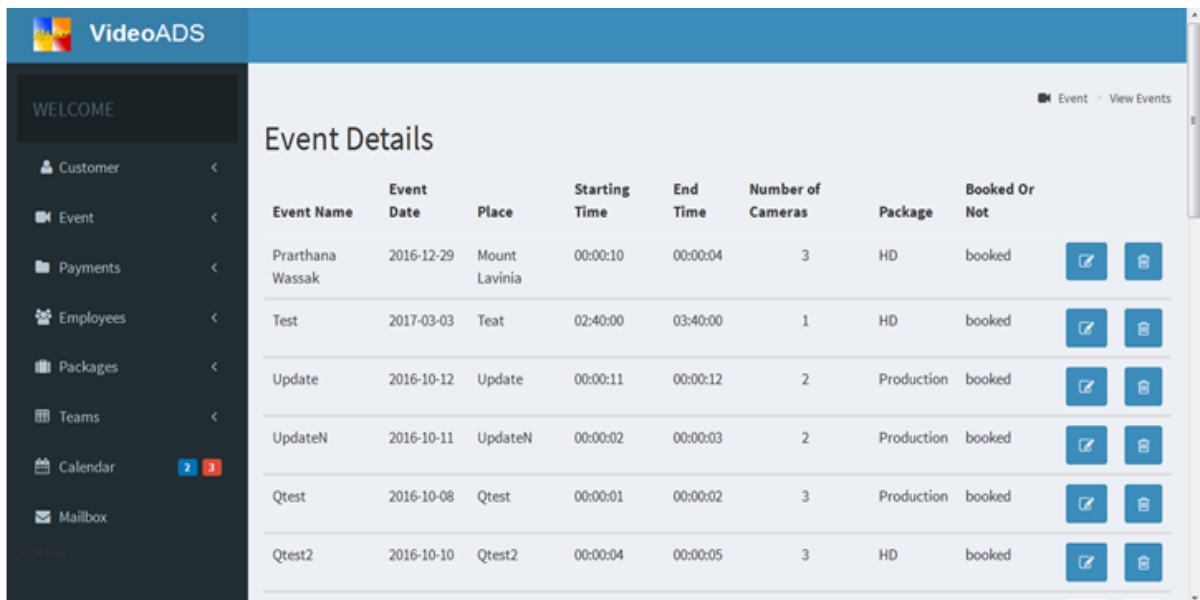 VideoADS
WELCOME
Customer
Event
Payments
Employees
Packages
Teams
Calendar 2 3
Mailbox
Event > View Events
Event Details
Event Name Event Date Place Starting Time End Time Number of Cameras Package Booked Or Not
Prarthana Wassak 2016-12-29 Mount Lavinia 00:00:10 00:00:04 3 HD booked
Test 2017-03-03 Teat 02:40:00 03:40:00 1 HD booked
Update 2016-10-12 Update 00:00:11 00:00:12 2 Production booked
UpdateN 2016-10-11 UpdateN 00:00:02 00:00:03 2 Production booked
Qtest 2016-10-08 Qtest 00:00:01 00:00:02 3 Production booked
Qtest2 2016-10-10 Qtest2 00:00:04 00:00:05 3 HD booked